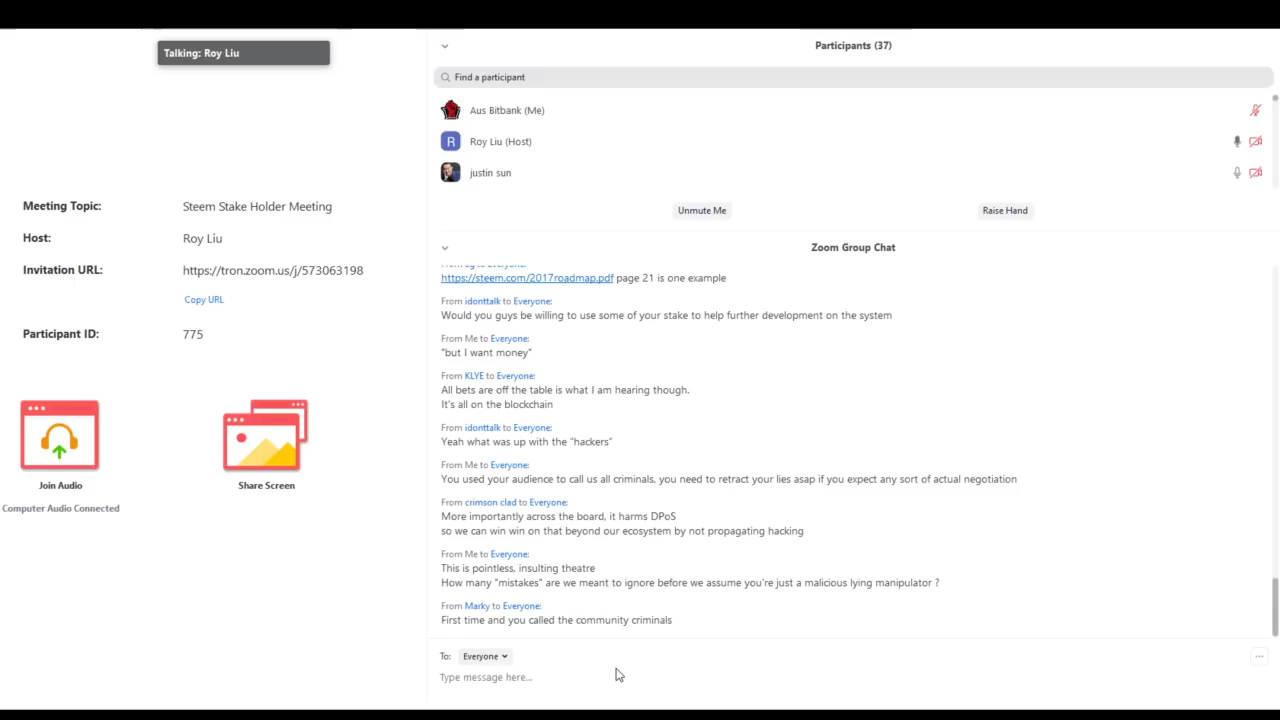 Talking: Roy Liu
Meeting Topic: Steem Stake Holder Meeting
Host: Roy Liu
Invitation URL: https://tron.zoom.us/j/573063198
Copy URL
Participant ID: 775
Join Audio
Computer Audio Connected
Share Screen
Participants (37)
Find a participant
Aus Bitbank (Me)
R Roy Liu (Host)
justin sun
Unmute Me Raise Hand
Zoom Group Chat
to Everyone:
https://steem.com/2017roadmap.pdf page 21 is one example
From idonttalk to Everyone:
Would you guys be willing to use some of your stake to help further development on the system
From Me to Everyone:
"but I want money"
From KLYE to Everyone:
All bets are off the table is what I am hearing though.
It's all on the blockchain
From idonttalk to Everyone:
Yeah what was up with the "hackers"
From Me to Everyone:
You used your audience to call us all criminals, you need to retract your lies asap if you expect any sort of actual negotiation
From crimson clad to Everyone:
More importantly across the board, it harms DPoS
so we can win win on that beyond our ecosystem by not propagating hacking
From Me to Everyone:
This is pointless, insulting theatre
How many "mistakes" are we meant to ignore before we assume you're just a malicious lying manipulator ?
From Marky to Everyone:
First time and you called the community criminals
To: Everyone
Type message here...